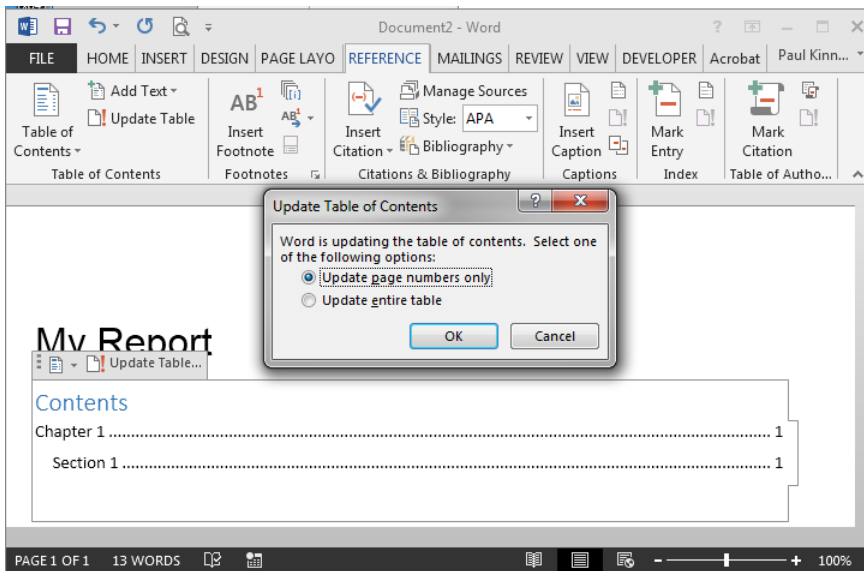 Document2 - Word
FILE HOME INSERT DESIGN PAGE LAYO REFERENCE MAILINGS REVIEW VIEW DEVELOPER Acrobat Paul Kinn...
Table of Contents
Add Text
Update Table
AB1
Insert Footnote
AB1
Insert Citation
Manage Sources
Style: APA
Bibliography
Insert Caption
Mark Entry
Mark Citation
Table of Contents Footnotes Citations & Bibliography Captions Index Table of Autho...
Update Table of Contents
Word is updating the table of contents. Select one
of the following options:
Update page numbers only
Update entire table
OK Cancel
My Report
Update Table...
Contents
Chapter 1 ........ 1
Section 1 ........ 1
PAGE 1 OF 1 13 WORDS 100%